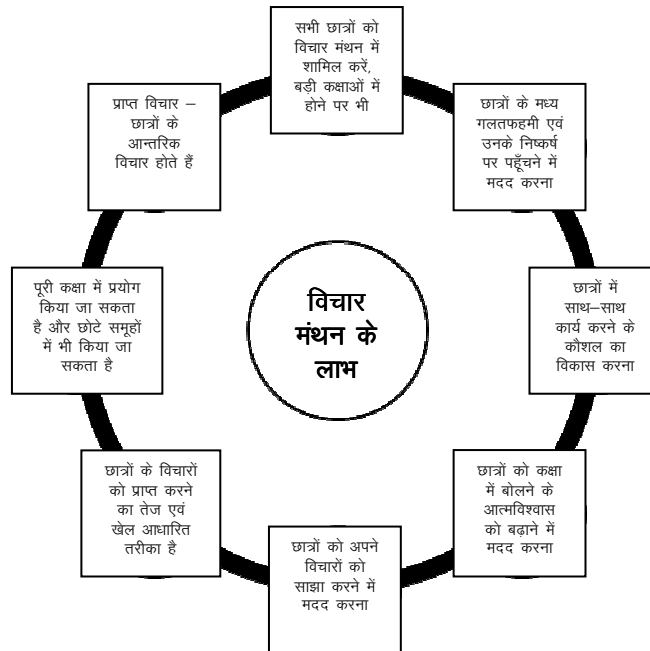 सभी छात्रों को
विचार मंथन में
शामिल करें,
बड़ी कक्षाओं में
होने पर भी
छात्रों के मध्य
गलतफहमी एवं
उनके निष्कर्ष
पर पहूँचने में
मदद करना
छात्रों में
साथ–साथ
कार्य करने के
कौशल का
विकास करना
छात्रों को कक्षा
में बोलने के
आत्मविश्वास
को बढ़ाने में
मदद करना
छात्रों को अपने
विचारों को
साझा करने में
मदद करना
छात्रों के विचारों
को प्राप्त करने
का तेज एवं
खेल आधारित
तरीका है
पूरी कक्षा में प्रयोग
किया जा सकता
है और छोटे समूहों
में भी किया जा
सकता है
प्राप्त विचार –
छात्रों के
आन्तरिक
विचार होते हैं
विचार
मंथन के
लाभ